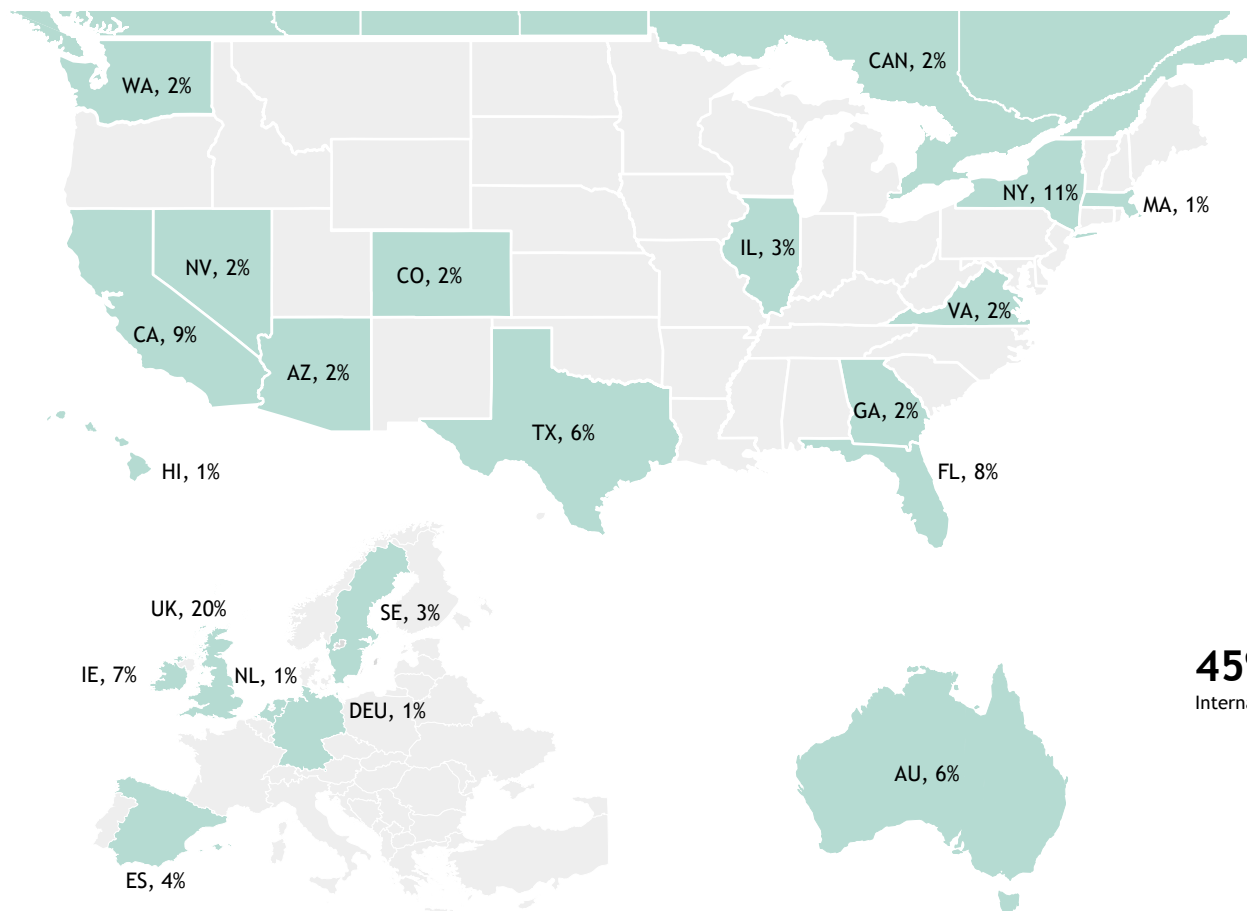 CAN, 2%
WA, 2%
NY, 11%
MA, 1%
IL, 3%
NV, 2%
CO, 2%
VA, 2%
CA, 9%
AZ, 2%
GA, 2%
TX, 6%
HI, 1%
FL, 8%
UK, 20%
SE, 3%
IE, 7%
NL, 1%
DEU, 1%
45
AU, 6%
ES, 4%